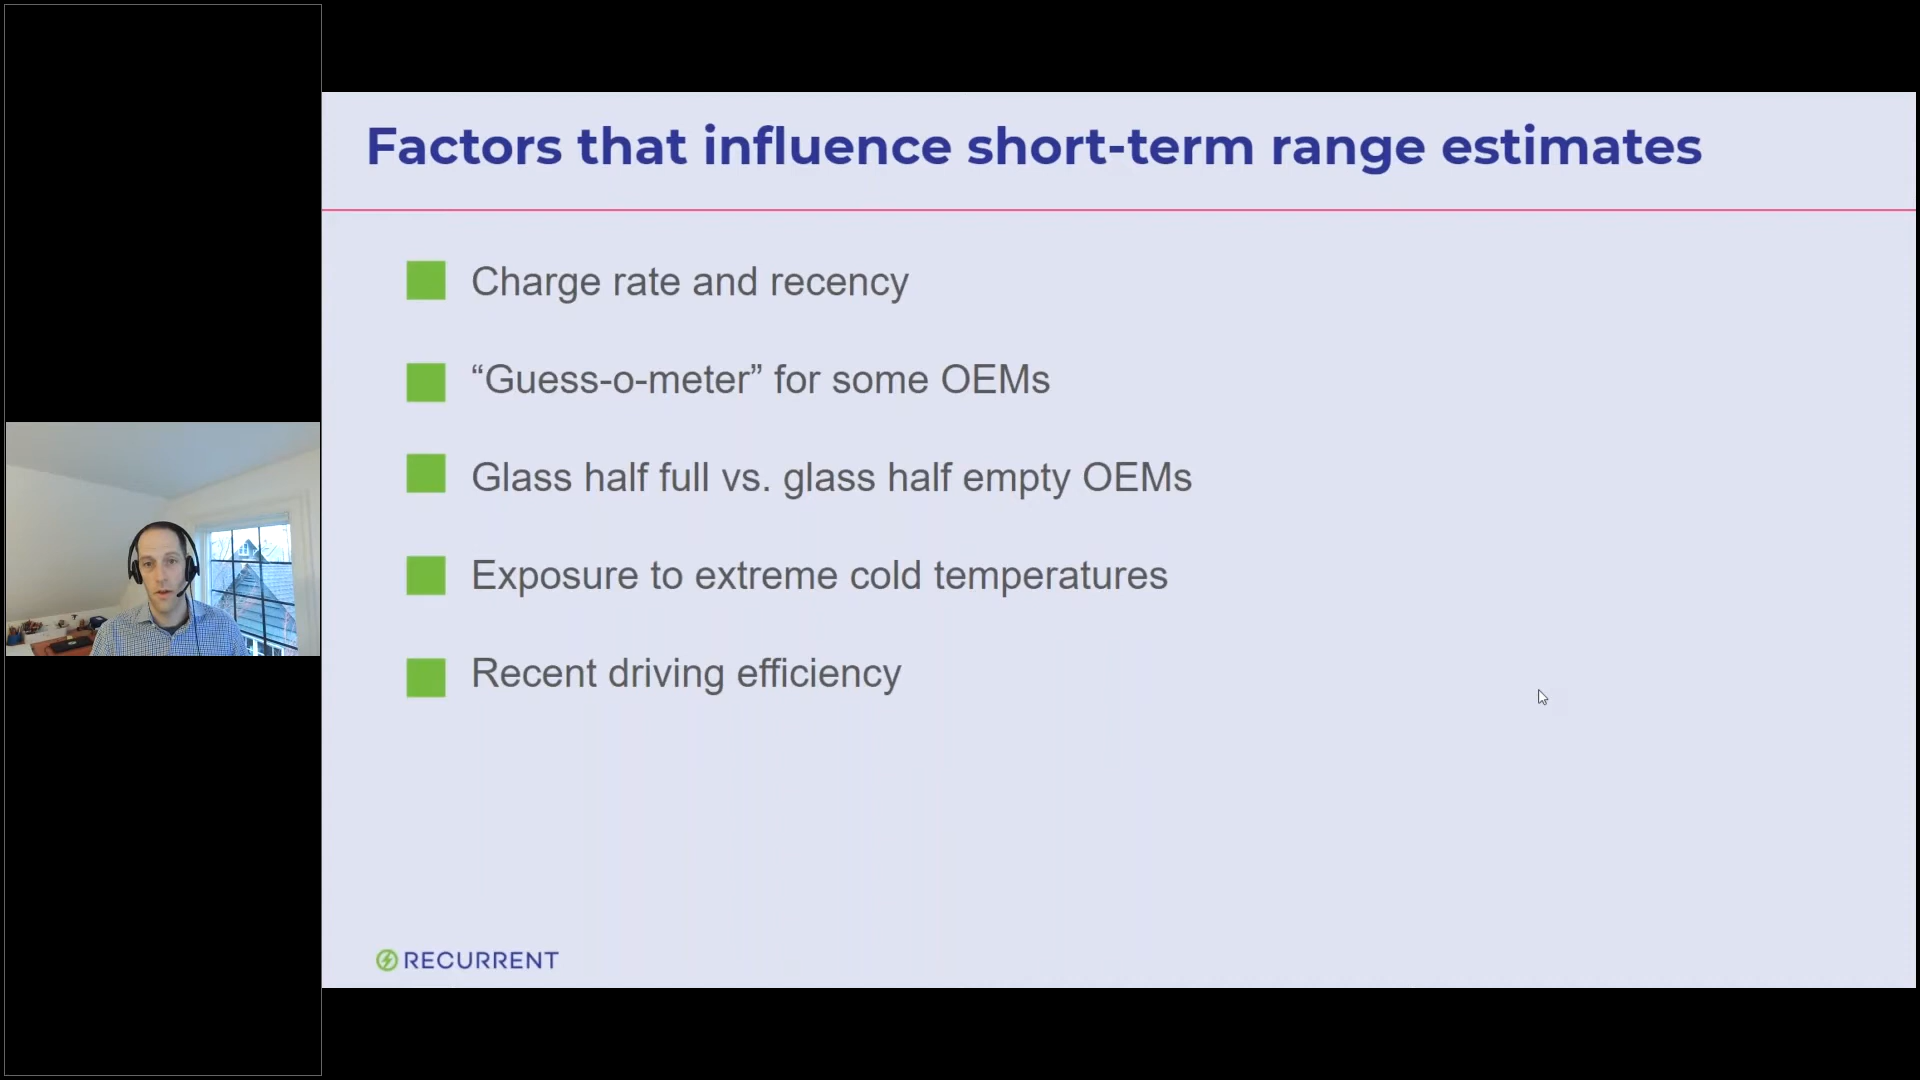 Factors that influence short-term range estimates
Charge rate and recency
“Guess-o-meter” for some OEMs
Glass half full vs. glass half empty OEMs
Exposure to extreme cold temperatures
Recent driving efficiency
RECURRENT